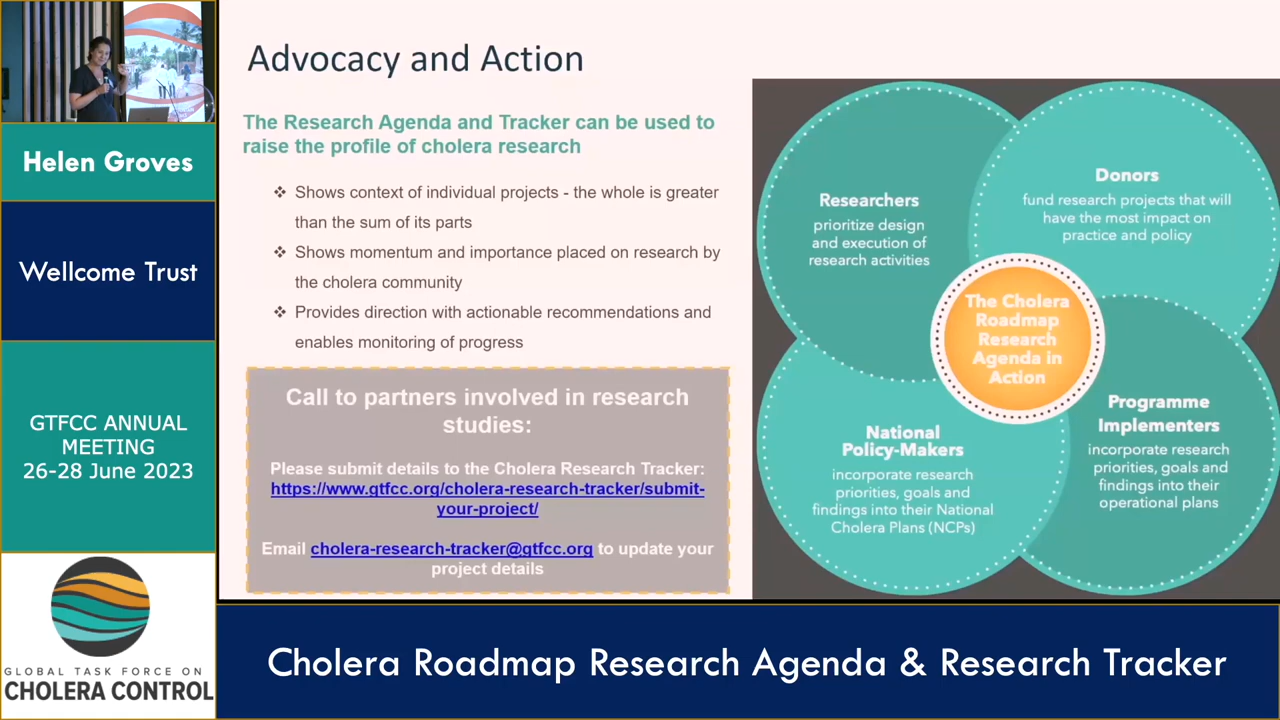 Helen Groves
Wellcome Trust
GTFCC ANNUAL
MEETING
26-28 June 2023
GLOBAL TASK FORCE ON
CHOLERA CONTROL
Advocacy and Action
The Research Agenda and Tracker can be used to
raise the profile of cholera research
❖ Shows context of individual projects - the whole is greater
than the sum of its parts
❖ Shows momentum and importance placed on research by
the cholera community
❖ Provides direction with actionable recommendations and
enables monitoring of progress
Call to partners involved in research
studies:
Please submit details to the Cholera Research Tracker:
https://www.gtfcc.org/cholera-research-tracker/submit-
your-project/
Email cholera-research-tracker@gtfcc.org to update your
project details
Researchers
prioritize design
and execution of
research activities
Donors
fund research projects that will
have the most impact on
practice and policy
The Cholera
Roadmap
Research
Agenda in
Action
National
Policy-Makers
incorporate research
priorities, goals and
findings into their National
Cholera Plans (NCPs)
Programme
Implementers
incorporate research
priorities, goals and
findings into their
operational plans
Cholera Roadmap Research Agenda & Research Tracker